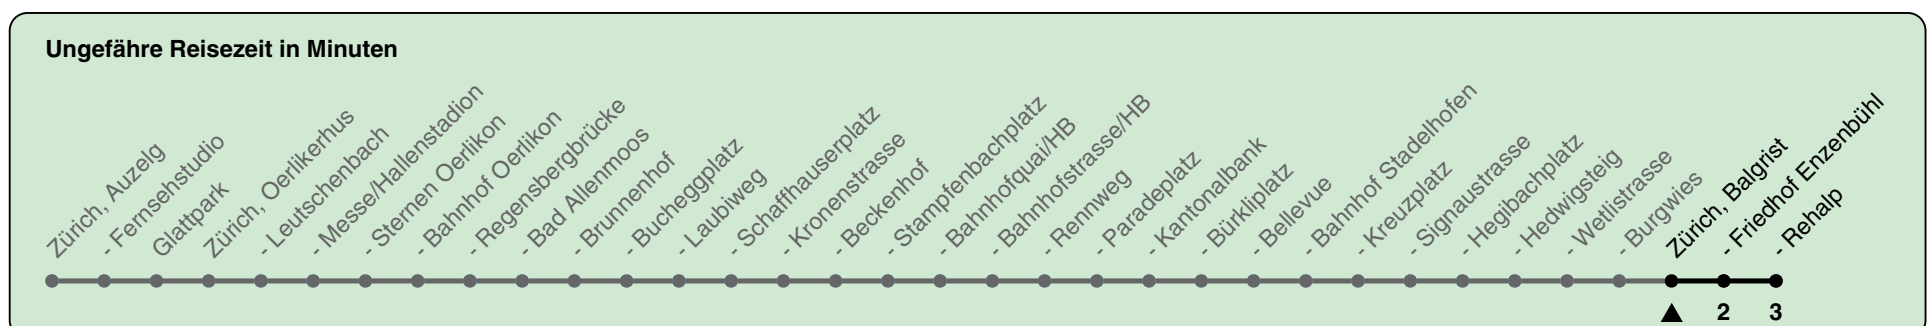 Ungefähre Reisezeit in Minuten
Zürich, Auzelg
- Fernsehstudio
Glattpark
Zürich, Oerlikerhus
- Leutschenbach
- Messe/Hallenstadion
- Sternen Oerlikon
- Bahnhof Oerlikon
- Regensbergbrücke
- Bad Allenmoos
- Brunnenhof
- Bucheggplatz
- Laubiweg
- Schaffhauserplatz
- Kronenstrasse
- Beckenhof
- Stampfenbachplatz
- Bahnhofquai/HB
- Bahnhofstrasse/HB
- Rennweg
- Paradeplatz
- Kantonalbank
- Bürkliplatz
- Bellevue
- Bahnhof Stadelhofen
- Kreuzplatz
- Signaustrasse
- Hegibachplatz
- Hedwigsteig
- Wetlistrasse
- Burgwies
Zürich, Balgrist
- Friedhof Enzenbühl
- Rehalp
2 3